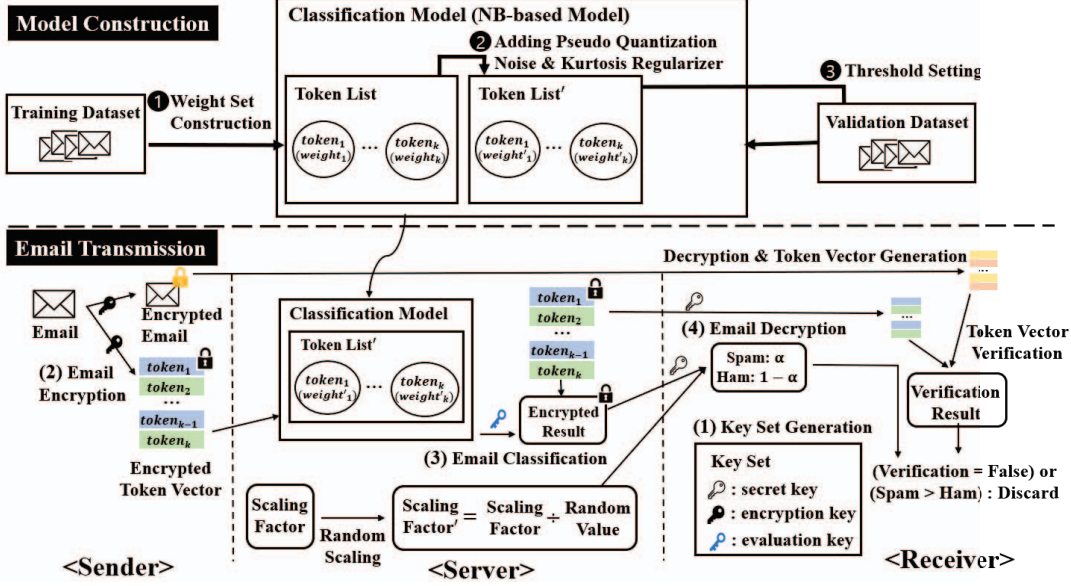 Model Construction
Classification Model (NB-based Model)
❷ Adding Pseudo Quantization
Noise & Kurtosis Regularizer
❸ Threshold Setting
Training Dataset
❶ Weight Set
Construction
Token List
token₁
(weight₁)
...
tokenₖ
(weightₖ)
Token List′
token₁
(weight′₁)
...
tokenₖ
(weight′ₖ)
Validation Dataset
Email Transmission
Decryption & Token Vector Generation
...
Email
Encrypted
Email
(2) Email
Encryption
token₁
token₂
...
tokenₖ₋₁
tokenₖ
Encrypted
Token Vector
Classification Model
Token List′
token₁
(weight′₁)
...
tokenₖ
(weight′ₖ)
token₁
token₂
...
tokenₖ₋₁
tokenₖ
Encrypted
Result
(3) Email Classification
(4) Email Decryption
...
Spam: α
Ham: 1 − α
Token Vector
Verification
Verification
Result
(1) Key Set Generation
Key Set
: secret key
: encryption key
: evaluation key
(Verification = False) or
(Spam > Ham) : Discard
Scaling
Factor
Random
Scaling
Scaling
Factor′
=
Scaling
Factor
÷
Random
Value
<Sender>
<Server>
<Receiver>